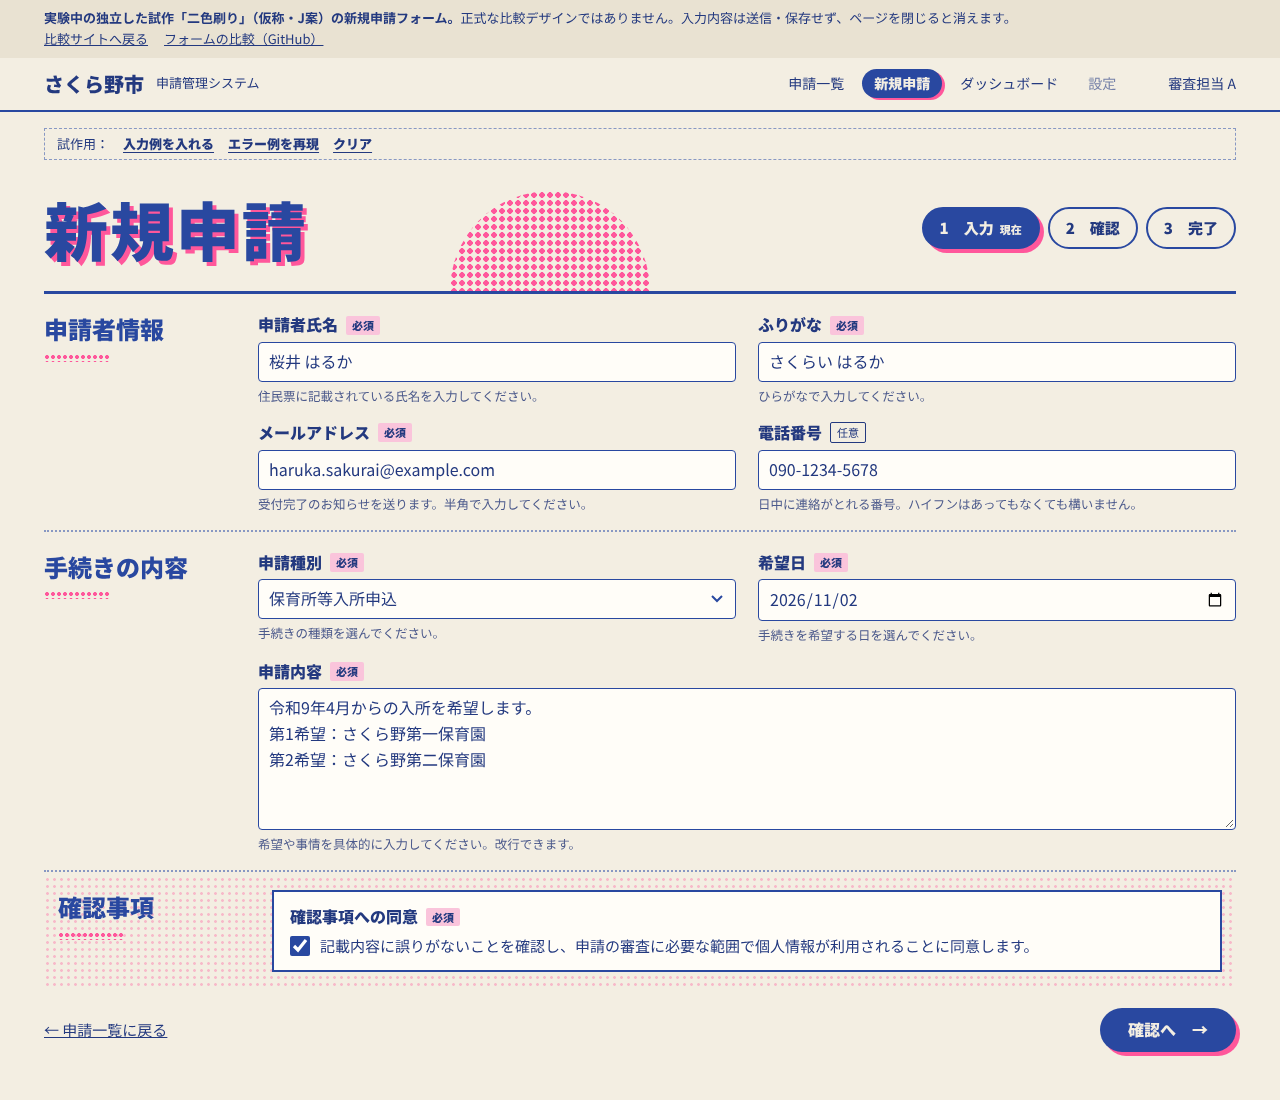 実験中の独立した試作「二色刷り」（仮称・J案）の新規申請フォーム。正式な比較デザインではありません。入力内容は送信・保存せず、ページを閉じると消えます。
比較サイトへ戻る フォームの比較（GitHub）
さくら野市 申請管理システム 申請一覧 新規申請 ダッシュボード 設定 審査担当 A
試作用： 入力例を入れる エラー例を再現 クリア
新規申請 1 入力 現在 2 確認 3 完了
申請者情報
申請者氏名 必須 ふりがな 必須
桜井 はるか さくらい はるか
住民票に記載されている氏名を入力してください。 ひらがなで入力してください。
メールアドレス 必須 電話番号 任意
haruka.sakurai@example.com 090-1234-5678
受付完了のお知らせを送ります。半角で入力してください。 日中に連絡がとれる番号。ハイフンはあってもなくても構いません。
手続きの内容
申請種別 必須 希望日 必須
保育所等入所申込 2026/11/02
手続きの種類を選んでください。 手続きを希望する日を選んでください。
申請内容 必須
令和9年4月からの入所を希望します。
第1希望：さくら野第一保育園
第2希望：さくら野第二保育園
希望や事情を具体的に入力してください。改行できます。
確認事項
確認事項への同意 必須
記載内容に誤りがないことを確認し、申請の審査に必要な範囲で個人情報が利用されることに同意します。
← 申請一覧に戻る 確認へ →